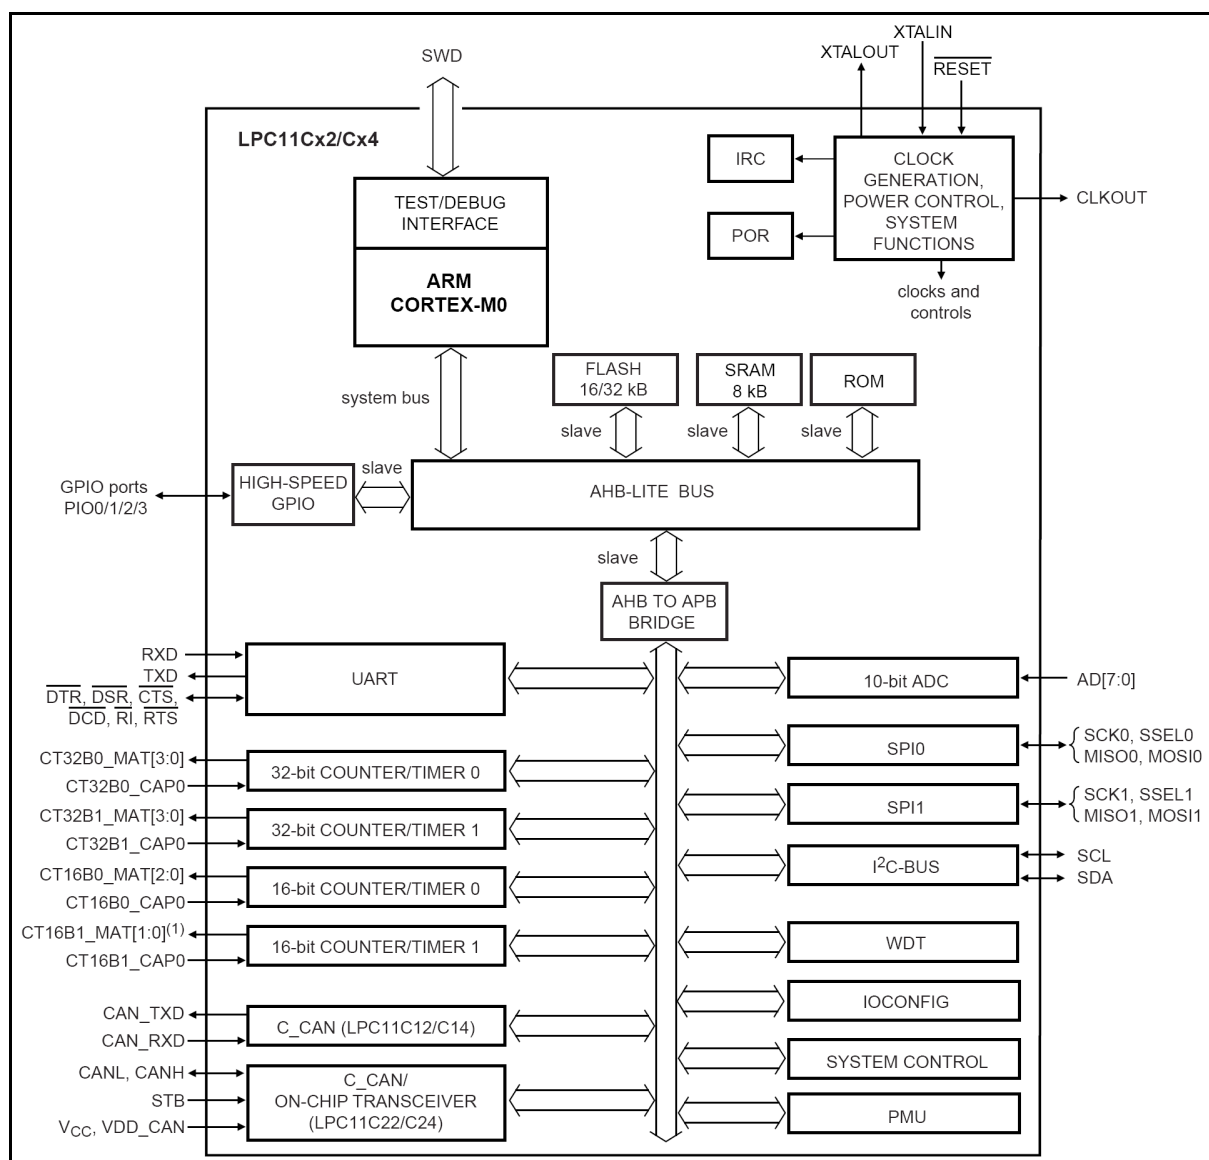 SWD
XTALIN
XTALOUT
RESET
LPC11Cx2/Cx4
IRC
CLOCK
GENERATION,
POWER CONTROL,
SYSTEM
FUNCTIONS
CLKOUT
POR
TEST/DEBUG
INTERFACE
ARM
CORTEX-M0
clocks and
controls
system bus
FLASH
16/32 kB
SRAM
8 kB
ROM
slave
slave
slave
GPIO ports
PIO0/1/2/3
HIGH-SPEED
GPIO
slave
AHB-LITE BUS
slave
AHB TO APB
BRIDGE
RXD
TXD
DTR, DSR, CTS,
DCD, RI, RTS
UART
10-bit ADC
AD[7:0]
CT32B0_MAT[3:0]
CT32B0_CAP0
32-bit COUNTER/TIMER 0
SPI0
SCK0, SSEL0
MISO0, MOSI0
CT32B1_MAT[3:0]
CT32B1_CAP0
32-bit COUNTER/TIMER 1
SPI1
SCK1, SSEL1
MISO1, MOSI1
CT16B0_MAT[2:0]
CT16B0_CAP0
16-bit COUNTER/TIMER 0
I2C-BUS
SCL
SDA
CT16B1_MAT[1:0](1)
CT16B1_CAP0
16-bit COUNTER/TIMER 1
WDT
IOCONFIG
CAN_TXD
CAN_RXD
C_CAN (LPC11C12/C14)
SYSTEM CONTROL
CANL, CANH
STB
VCC, VDD_CAN
C_CAN/
ON-CHIP TRANSCEIVER
(LPC11C22/C24)
PMU